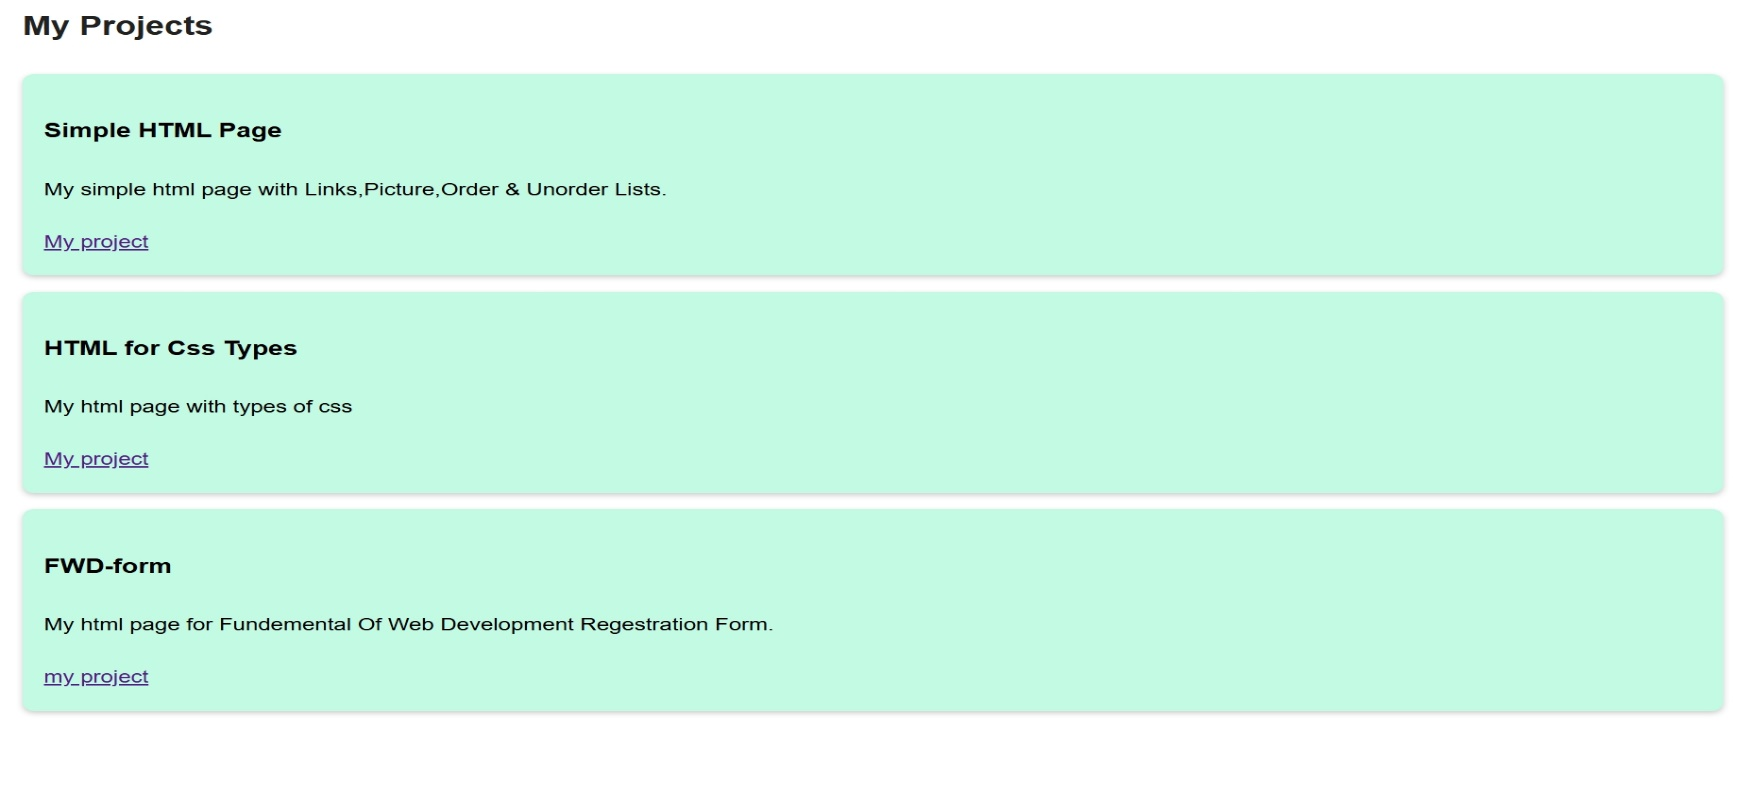 My Projects
Simple HTML Page
My simple html page with Links,Picture,Order & Unorder Lists.
My project
HTML for Css Types
My html page with types of css
My project
FWD-form
My html page for Fundemental Of Web Development Regestration Form.
my project